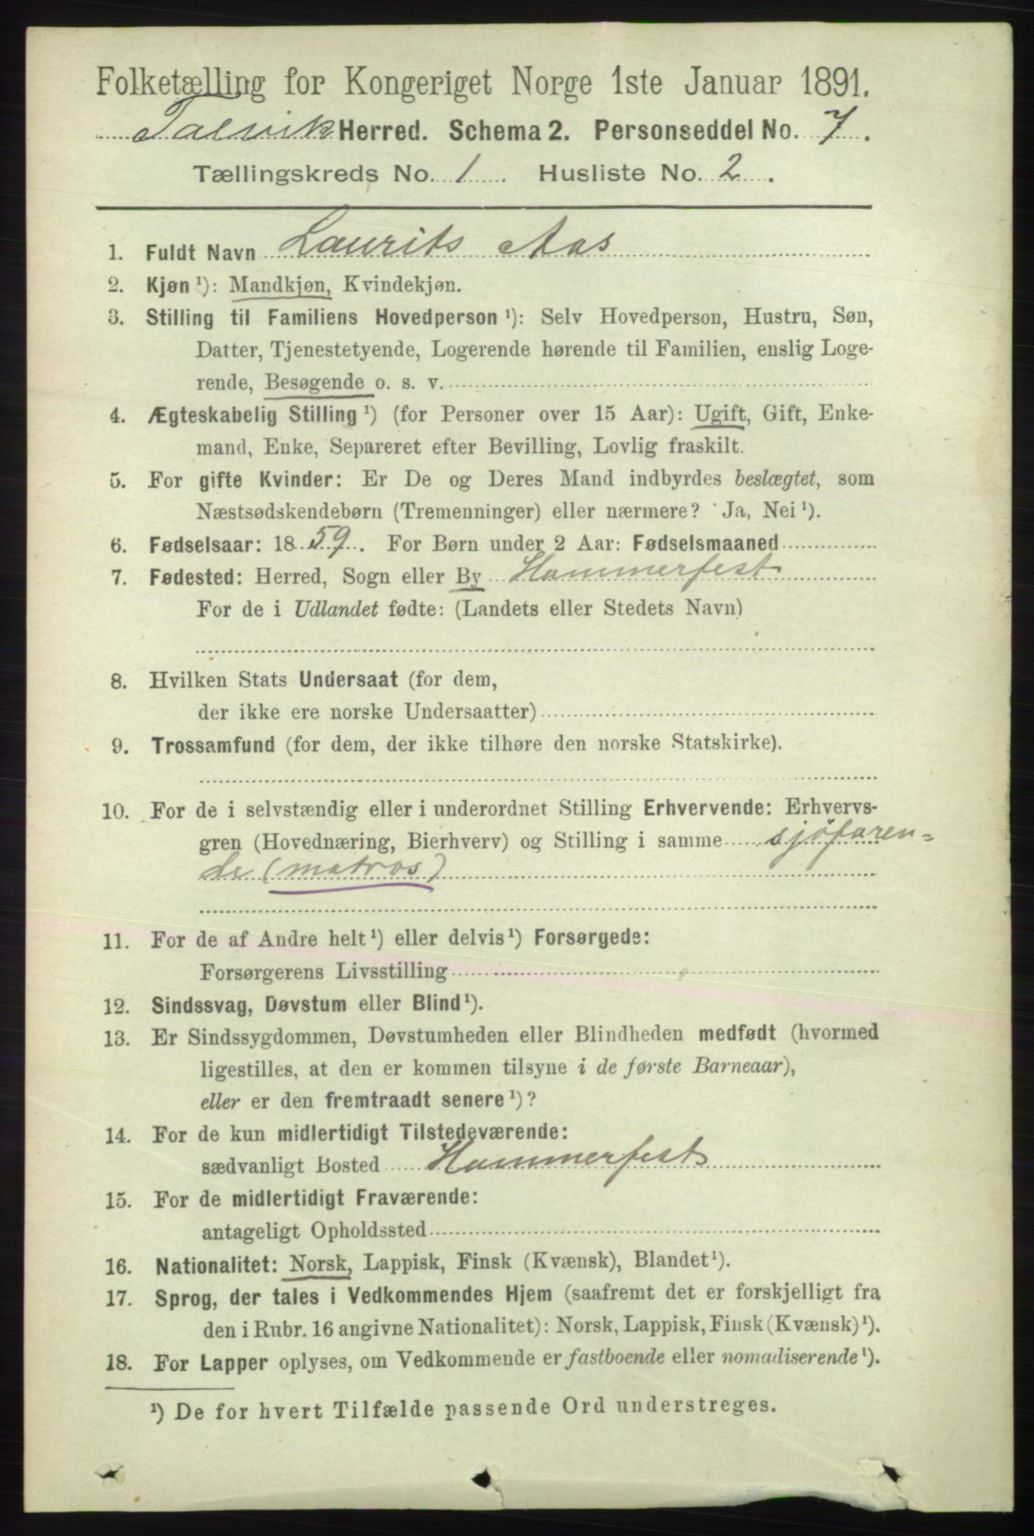 Folketælling for Kongeriget Norge 1ste Januar 1891.
Talvik Herred. Schema 2. Personseddel No. 7.
Tællingskreds No. 1 Husliste No. 2.
1. Fuldt Navn Laurits Aas
2. Kjøn ¹): Mandkjøn, Kvindekjøn.
3. Stilling til Familiens Hovedperson ¹): Selv Hovedperson, Hustru, Søn,
Datter, Tjenestetyende, Logerende hørende til Familien, enslig Loge-
rende, Besøgende o. s. v.
4. Ægteskabelig Stilling ¹) (for Personer over 15 Aar): Ugift, Gift, Enke-
mand, Enke, Separeret efter Bevilling, Lovlig fraskilt.
5. For gifte Kvinder: Er De og Deres Mand indbyrdes beslægtet, som
Næstsødskendebørn (Tremenninger) eller nærmere? Ja, Nei ¹).
6. Fødselsaar: 1859. For Børn under 2 Aar: Fødselsmaaned
7. Fødested: Herred, Sogn eller By Hammerfest
For de i Udlandet fødte: (Landets eller Stedets Navn)
8. Hvilken Stats Undersaat (for dem,
der ikke ere norske Undersaatter)
9. Trossamfund (for dem, der ikke tilhøre den norske Statskirke).
10. For de i selvstændig eller i underordnet Stilling Erhvervende: Erhvervs-
gren (Hovednæring, Bierhverv) og Stilling i samme sjöfaren=
de (matros)
11. For de af Andre helt ¹) eller delvis ¹) Forsørgede:
Forsørgerens Livsstilling
12. Sindssvag, Døvstum eller Blind ¹).
13. Er Sindssygdommen, Døvstumheden eller Blindheden medfødt (hvormed
ligestilles, at den er kommen tilsyne i de første Barneaar),
eller er den fremtraadt senere ¹)?
14. For de kun midlertidigt Tilstedeværende:
sædvanligt Bosted Hammerfest
15. For de midlertidigt Fraværende:
antageligt Opholdssted
16. Nationalitet: Norsk, Lappisk, Finsk (Kvænsk), Blandet ¹).
17. Sprog, der tales i Vedkommendes Hjem (saafremt det er forskjelligt fra
den i Rubr. 16 angivne Nationalitet): Norsk, Lappisk, Finsk (Kvænsk) ¹).
18. For Lapper oplyses, om Vedkommende er fastboende eller nomadiserende ¹).
¹) De for hvert Tilfælde passende Ord understreges.